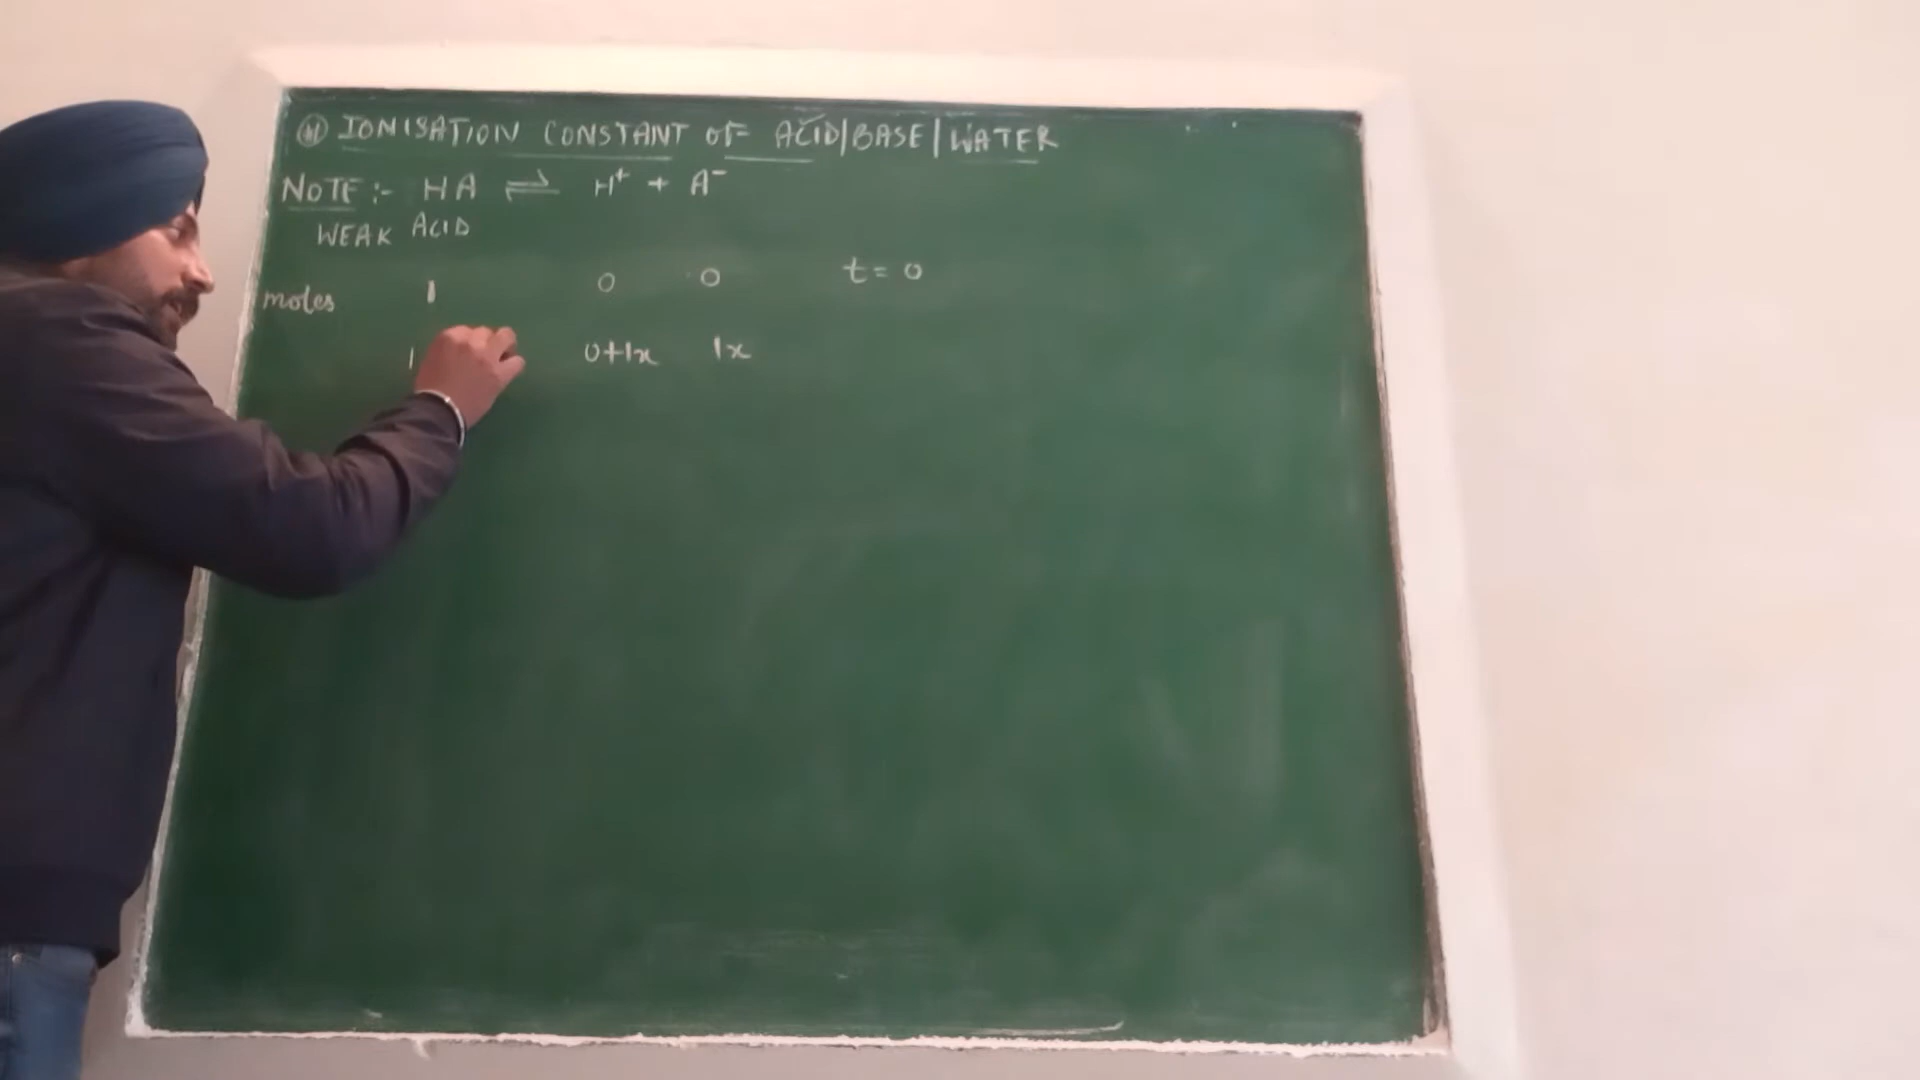 IONISATION CONSTANT OF ACID/BASE/WATER
NOTE :- HA ⇌ H⁺ + A⁻
WEAK ACID
moles 1 0 0 t = 0
1 0+1x 1x